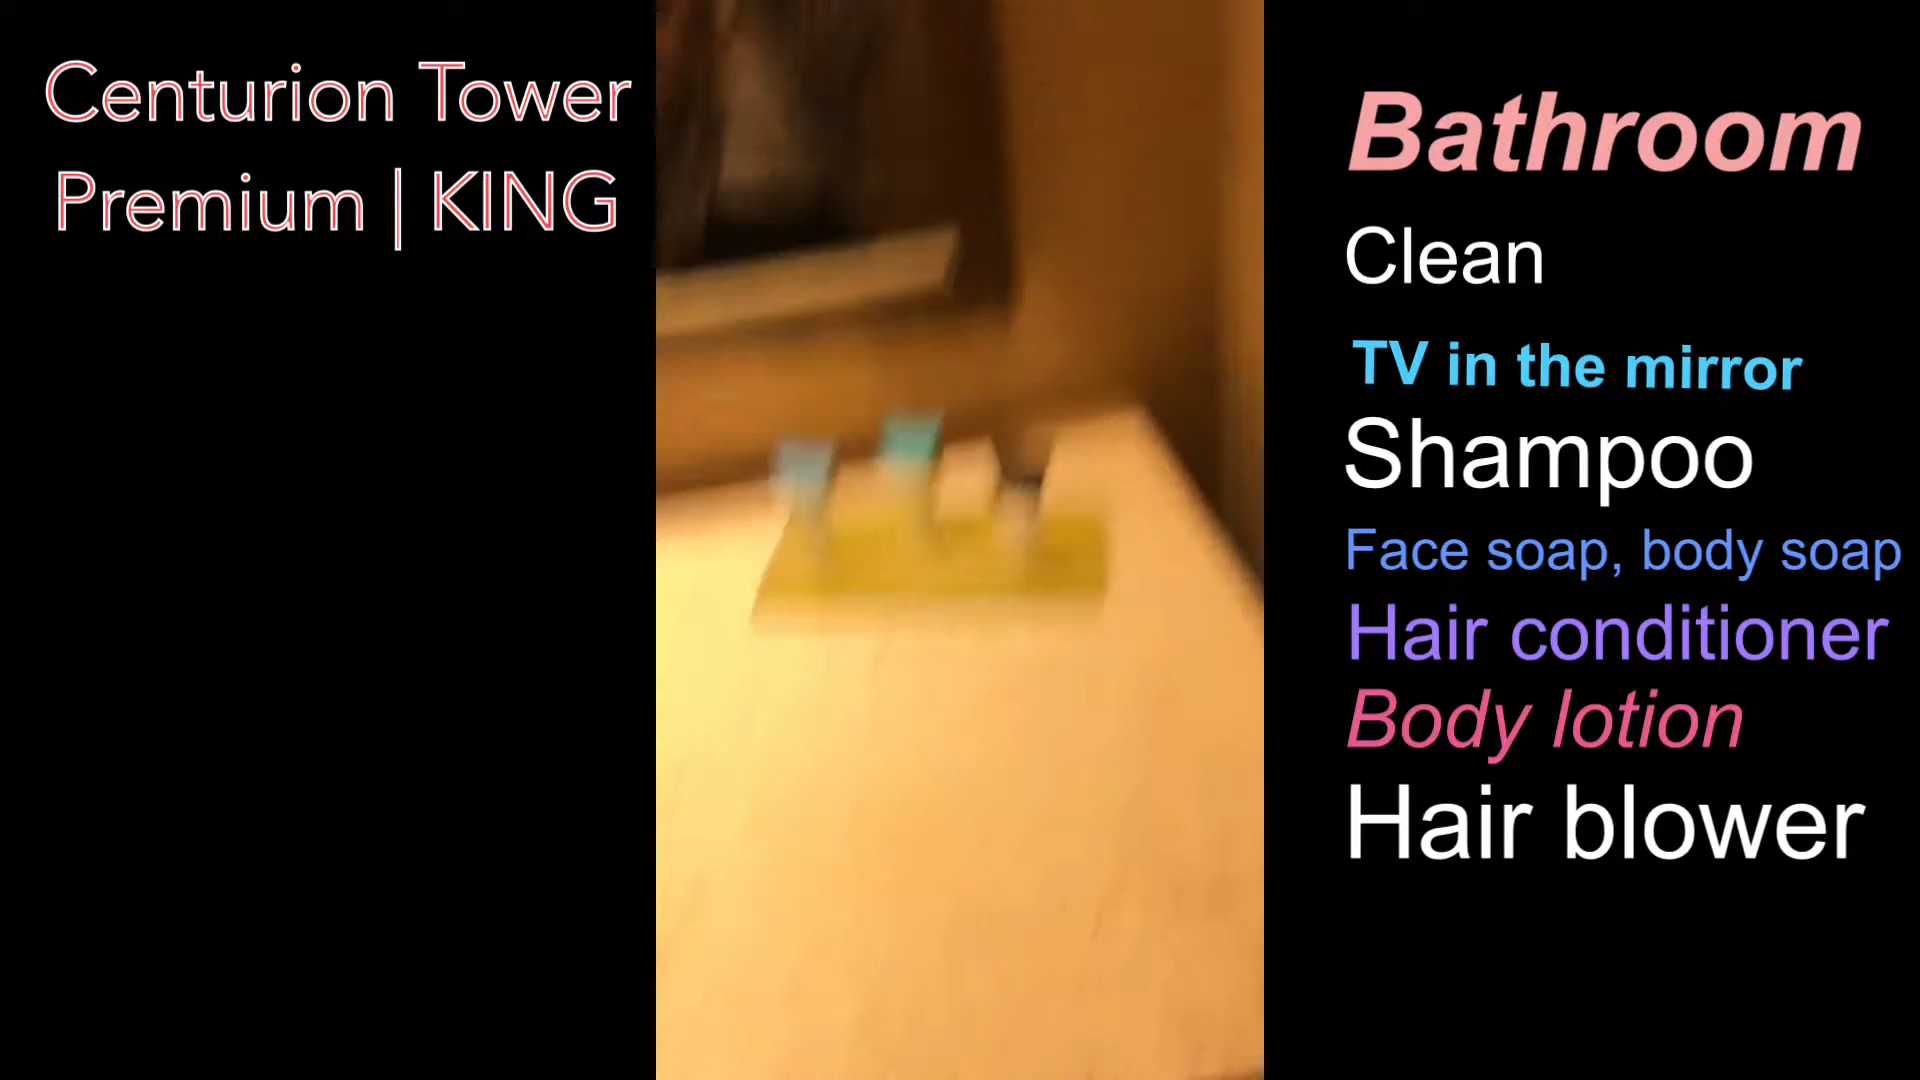 Centurion Tower
Premium | KING
Bathroom
Clean
TV in the mirror
Shampoo
Face soap, body soap
Hair conditioner
Body lotion
Hair blower